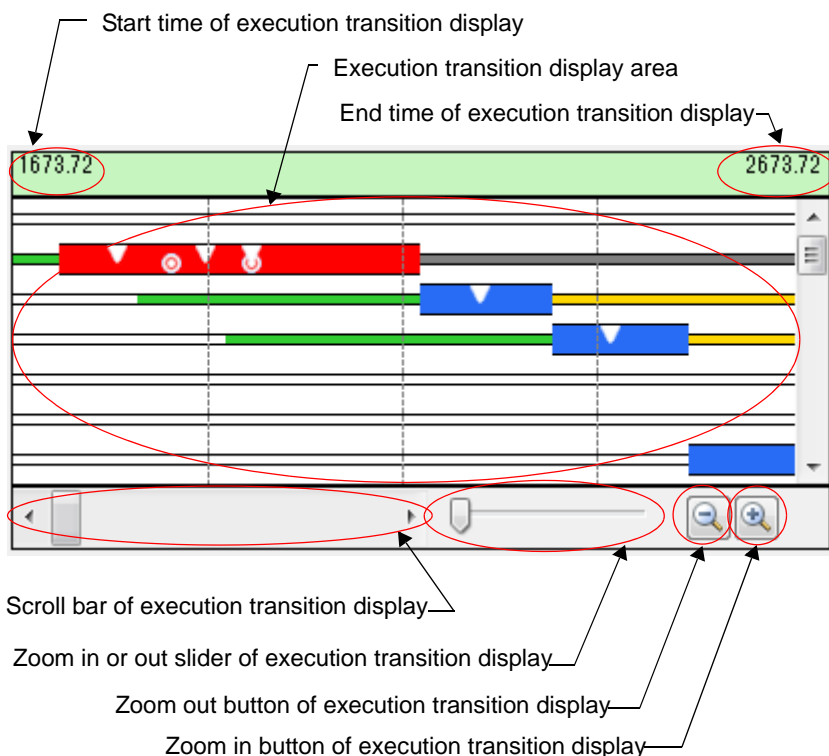 Start time of execution transition display
Execution transition display area
End time of execution transition display
1673.72
2673.72
Scroll bar of execution transition display
Zoom in or out slider of execution transition display
Zoom out button of execution transition display
Zoom in button of execution transition display